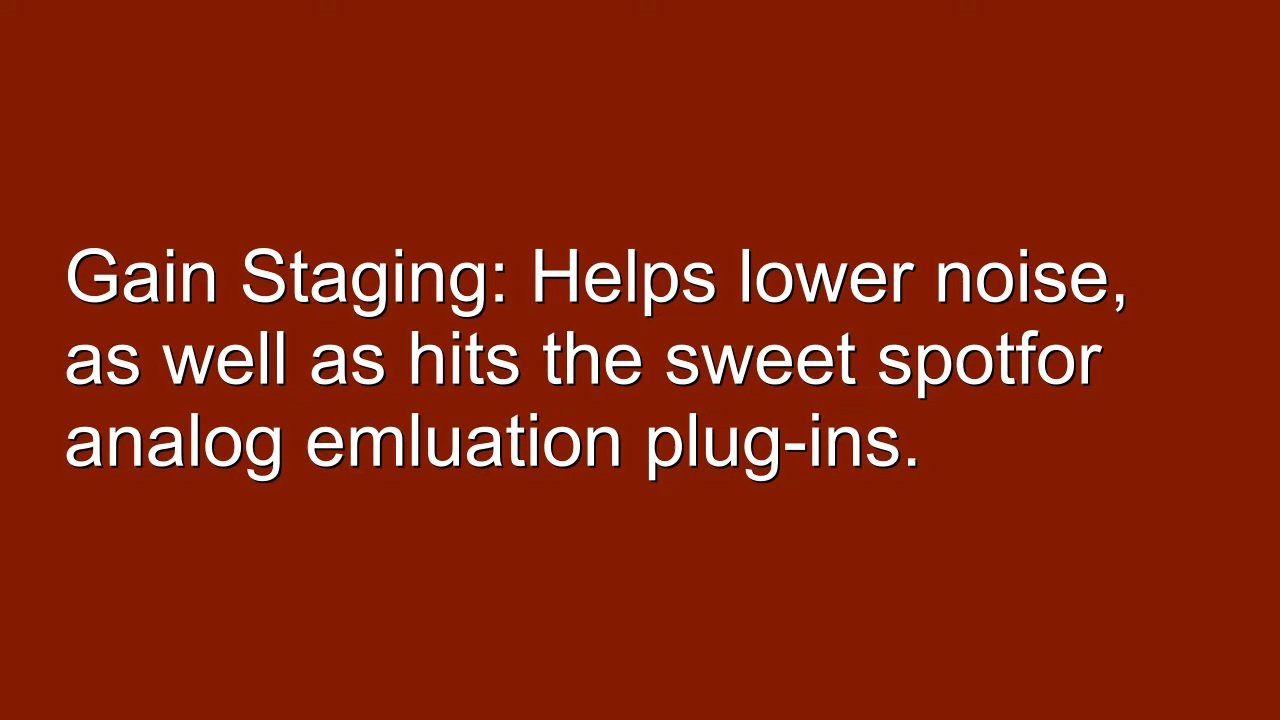 Gain Staging: Helps lower noise,
as well as hits the sweet spotfor
analog emluation plug-ins.